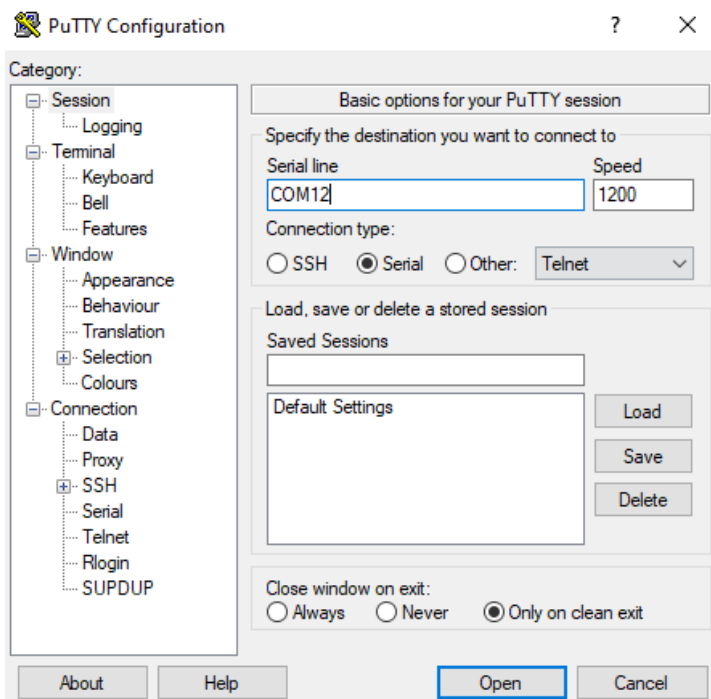 PuTTY Configuration
?
Category:
Session
Logging
Terminal
Keyboard
Bell
Features
Window
Appearance
Behaviour
Translation
Selection
Colours
Connection
Data
Proxy
SSH
Serial
Telnet
Rlogin
SUPDUP
Basic options for your PuTTY session
Specify the destination you want to connect to
Serial line Speed
COM12 1200
Connection type:
SSH Serial Other: Telnet
Load, save or delete a stored session
Saved Sessions
Default Settings
Load
Save
Delete
Close window on exit:
Always Never Only on clean exit
About Help Open Cancel